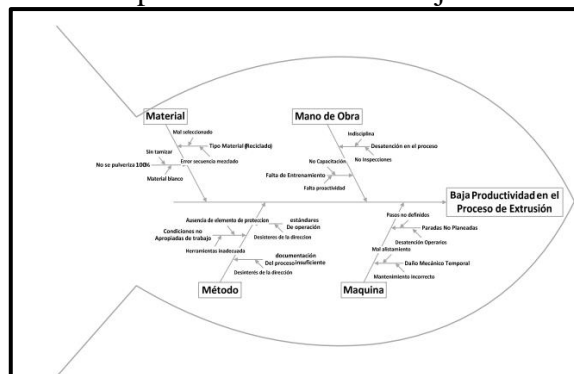 Material
Mano de Obra
Mal seleccionado
Tipo Material (Reciclado)
Sin tamizar
Error secuencia mezclado
No se pulveriza 100%
Material blanco
Indisciplina
Desatención en el proceso
No Inspecciones
No Capacitación
Falta de Entrenamiento
Falta proactividad
Baja Productividad en el
Proceso de Extrusión
Ausencia de elemento de proteccion
estándares
De operación
Condiciones no
Apropiadas de trabajo
Desisteres de la direccion
Herramientas inadecuado
documentación
Del proceso insuficiente
Desinterés de la dirección
Pasos no definidos
Paradas No Planeadas
Desatención Operarios
Mal alistamiento
Daño Mecánico Temporal
Mantenimiento incorrecto
Método
Maquina